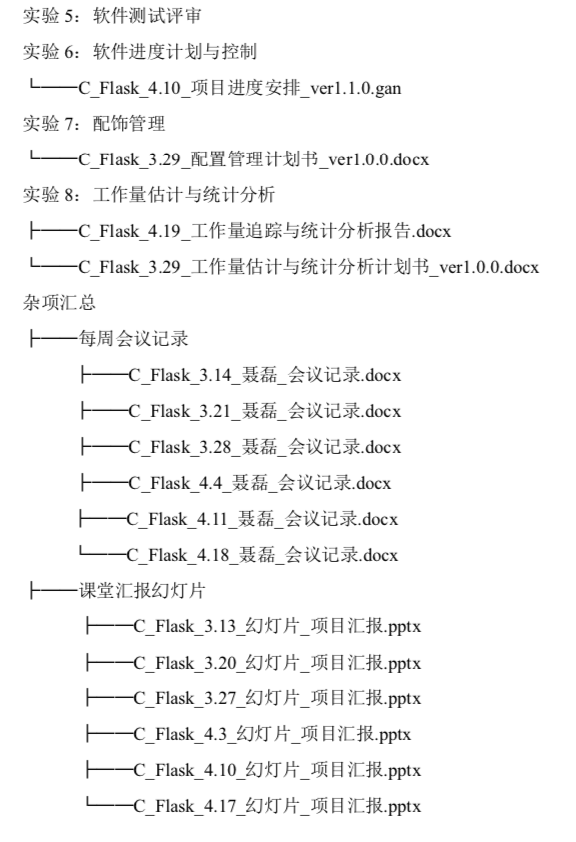 实验 5：软件测试评审
实验 6：软件进度计划与控制
└───C_Flask_4.10_项目进度安排_ver1.1.0.gan
实验 7：配饰管理
└───C_Flask_3.29_配置管理计划书_ver1.0.0.docx
实验 8：工作量估计与统计分析
├───C_Flask_4.19_工作量追踪与统计分析报告.docx
└───C_Flask_3.29_工作量估计与统计分析计划书_ver1.0.0.docx
杂项汇总
├───每周会议记录
├───C_Flask_3.14_聂磊_会议记录.docx
├───C_Flask_3.21_聂磊_会议记录.docx
├───C_Flask_3.28_聂磊_会议记录.docx
├───C_Flask_4.4_聂磊_会议记录.docx
├───C_Flask_4.11_聂磊_会议记录.docx
└───C_Flask_4.18_聂磊_会议记录.docx
├───课堂汇报幻灯片
├───C_Flask_3.13_幻灯片_项目汇报.pptx
├───C_Flask_3.20_幻灯片_项目汇报.pptx
├───C_Flask_3.27_幻灯片_项目汇报.pptx
├───C_Flask_4.3_幻灯片_项目汇报.pptx
├───C_Flask_4.10_幻灯片_项目汇报.pptx
└───C_Flask_4.17_幻灯片_项目汇报.pptx